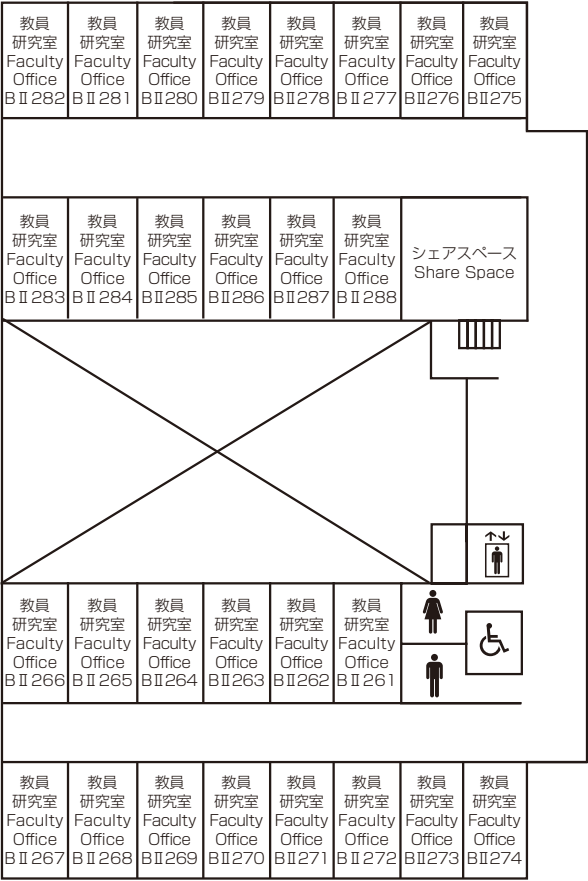 教員
研究室
Faculty
Office
BⅡ282
教員
研究室
Faculty
Office
BⅡ281
教員
研究室
Faculty
Office
BⅡ280
教員
研究室
Faculty
Office
BⅡ279
教員
研究室
Faculty
Office
BⅡ278
教員
研究室
Faculty
Office
BⅡ277
教員
研究室
Faculty
Office
BⅡ276
教員
研究室
Faculty
Office
BⅡ275
教員
研究室
Faculty
Office
BⅡ283
教員
研究室
Faculty
Office
BⅡ284
教員
研究室
Faculty
Office
BⅡ285
教員
研究室
Faculty
Office
BⅡ286
教員
研究室
Faculty
Office
BⅡ287
教員
研究室
Faculty
Office
BⅡ288
シェアスペース
Share Space
教員
研究室
Faculty
Office
BⅡ266
教員
研究室
Faculty
Office
BⅡ265
教員
研究室
Faculty
Office
BⅡ264
教員
研究室
Faculty
Office
BⅡ263
教員
研究室
Faculty
Office
BⅡ262
教員
研究室
Faculty
Office
BⅡ261
教員
研究室
Faculty
Office
BⅡ267
教員
研究室
Faculty
Office
BⅡ268
教員
研究室
Faculty
Office
BⅡ269
教員
研究室
Faculty
Office
BⅡ270
教員
研究室
Faculty
Office
BⅡ271
教員
研究室
Faculty
Office
BⅡ272
教員
研究室
Faculty
Office
BⅡ273
教員
研究室
Faculty
Office
BⅡ274